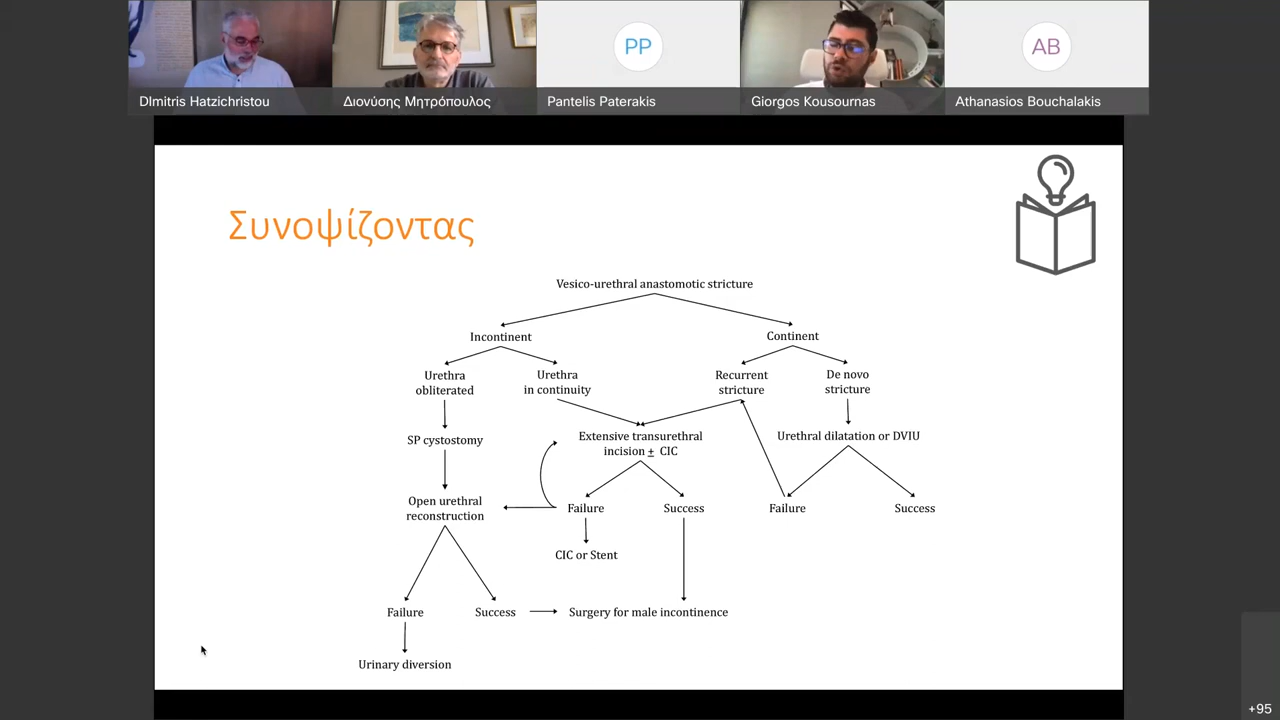 PP
AB
DImitris Hatzichristou
Διονύσης Μητρόπουλος
Pantelis Paterakis
Giorgos Kousournas
Athanasios Bouchalakis
Συνοψίζοντας
Vesico-urethral anastomotic stricture
Incontinent
Continent
Urethra
obliterated
Urethra
in continuity
Recurrent
stricture
De novo
stricture
SP cystostomy
Extensive transurethral
incision ± CIC
Urethral dilatation or DVIU
Open urethral
reconstruction
Failure
Success
Failure
Success
CIC or Stent
Failure
Success
Surgery for male incontinence
Urinary diversion
+95